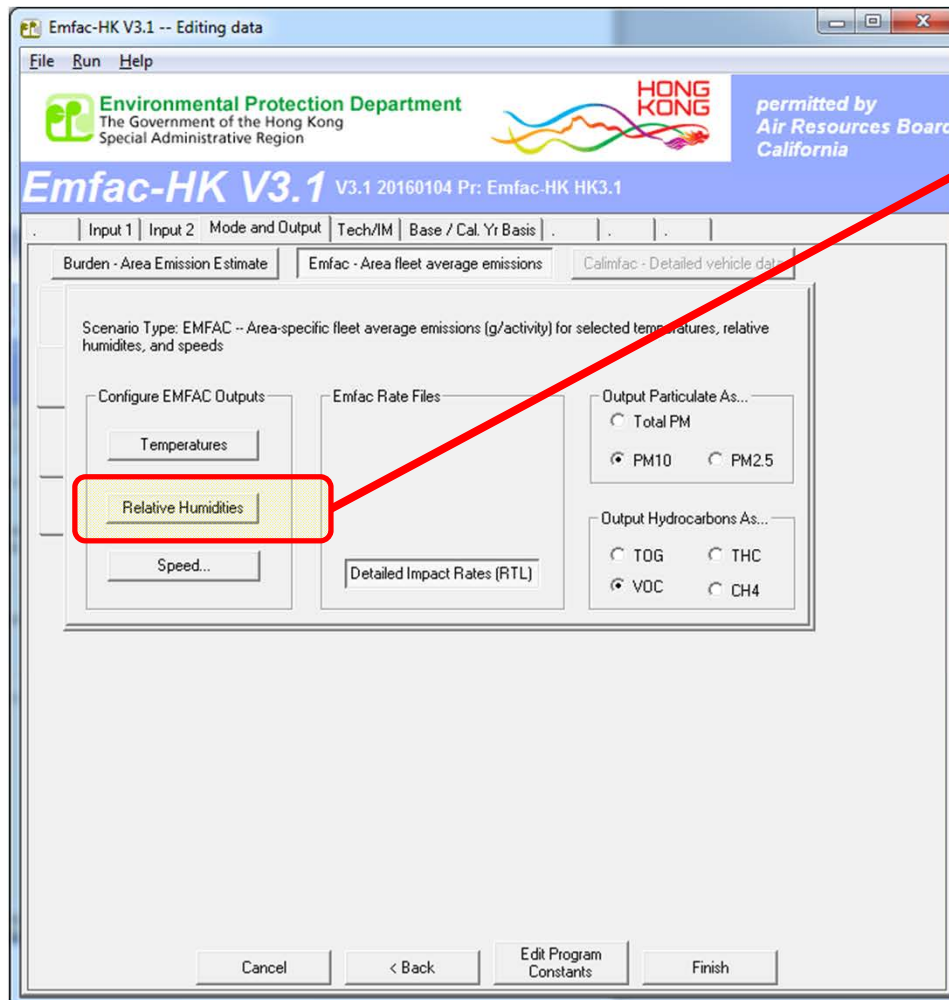 Emfac-HK V3.1 -- Editing data
File Run Help
Environmental Protection Department
The Government of the Hong Kong
Special Administrative Region
HONG
KONG
permitted by
Air Resources Board
California
Emfac-HK V3.1 V3.1 20160104 Pr: Emfac-HK HK3.1
. Input 1 Input 2 Mode and Output Tech/IM Base / Cal. Yr Basis . . .
Burden - Area Emission Estimate Emfac - Area fleet average emissions Calimfac - Detailed vehicle data
Scenario Type: EMFAC -- Area-specific fleet average emissions (g/activity) for selected temperatures, relative
humidites, and speeds
Configure EMFAC Outputs Emfac Rate Files Output Particulate As...
Total PM
Temperatures
PM10 PM2.5
Relative Humidities
Output Hydrocarbons As...
TOG THC
Speed... Detailed Impact Rates (RTL)
VOC CH4
Cancel < Back Edit Program
Constants Finish